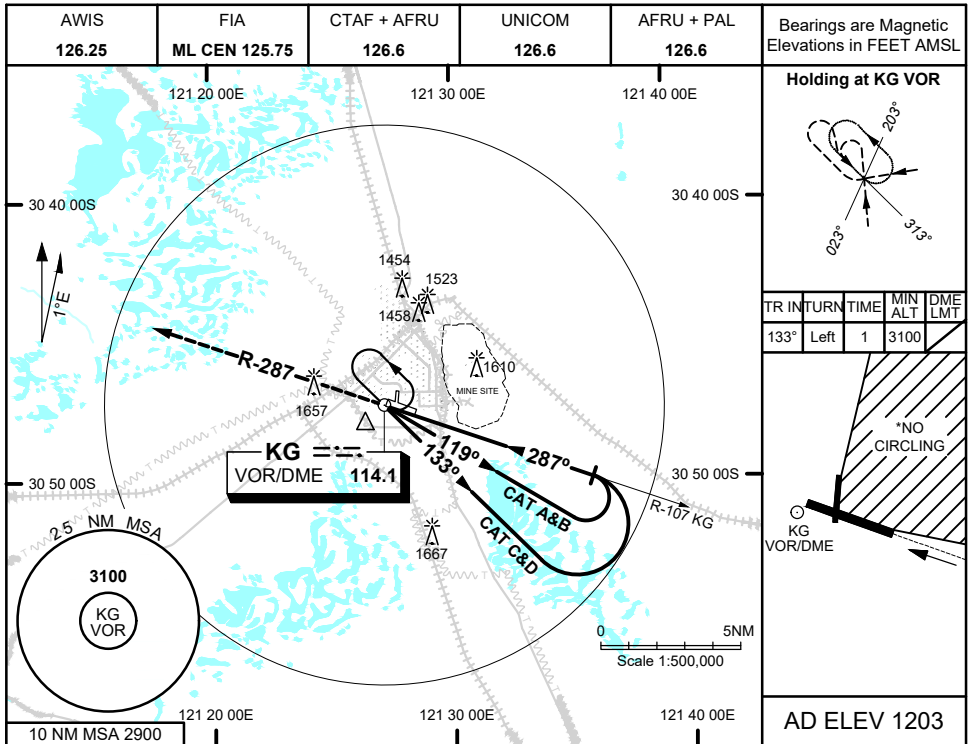 AWIS
126.25
FIA
ML CEN 125.75
CTAF + AFRU
126.6
UNICOM
126.6
AFRU + PAL
126.6
Bearings are Magnetic
Elevations in FEET AMSL
121 20 00E
121 30 00E
121 40 00E
Holding at KG VOR
203°
023°
313°
30 40 00S
30 40 00S
1°E
1454
1523
1458
1610
MINE SITE
TR IN
TURN
TIME
MIN
ALT
DME
LMT
133°
Left
1
3100
R-287
1657
*NO
CIRCLING
KG
VOR/DME 114.1
119°
133°
287°
CAT A&B
CAT C&D
R-107 KG
30 50 00S
30 50 00S
KG
VOR/DME
1667
25 NM MSA
3100
KG
VOR
0 5NM
Scale 1:500,000
121 20 00E
121 30 00E
121 40 00E
10 NM MSA 2900
AD ELEV 1203